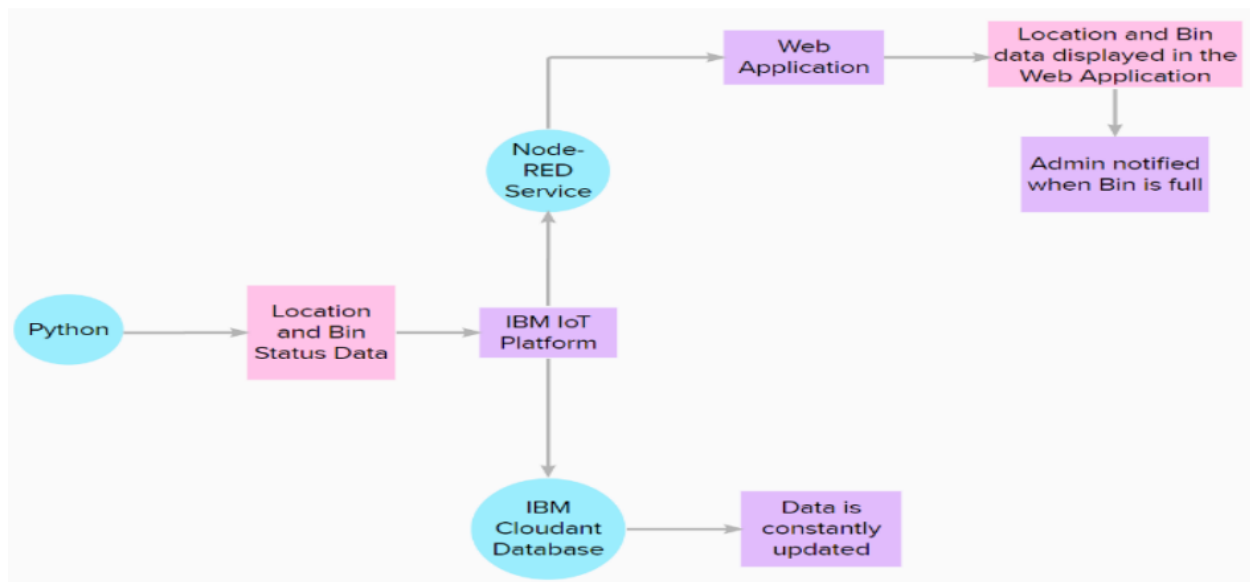 Web
Application
Location and Bin
data displayed in the
Web Application
Node-
RED
Service
Admin notified
when Bin is full
Python
Location
and Bin
Status Data
IBM IoT
Platform
IBM
Cloudant
Database
Data is
constantly
updated